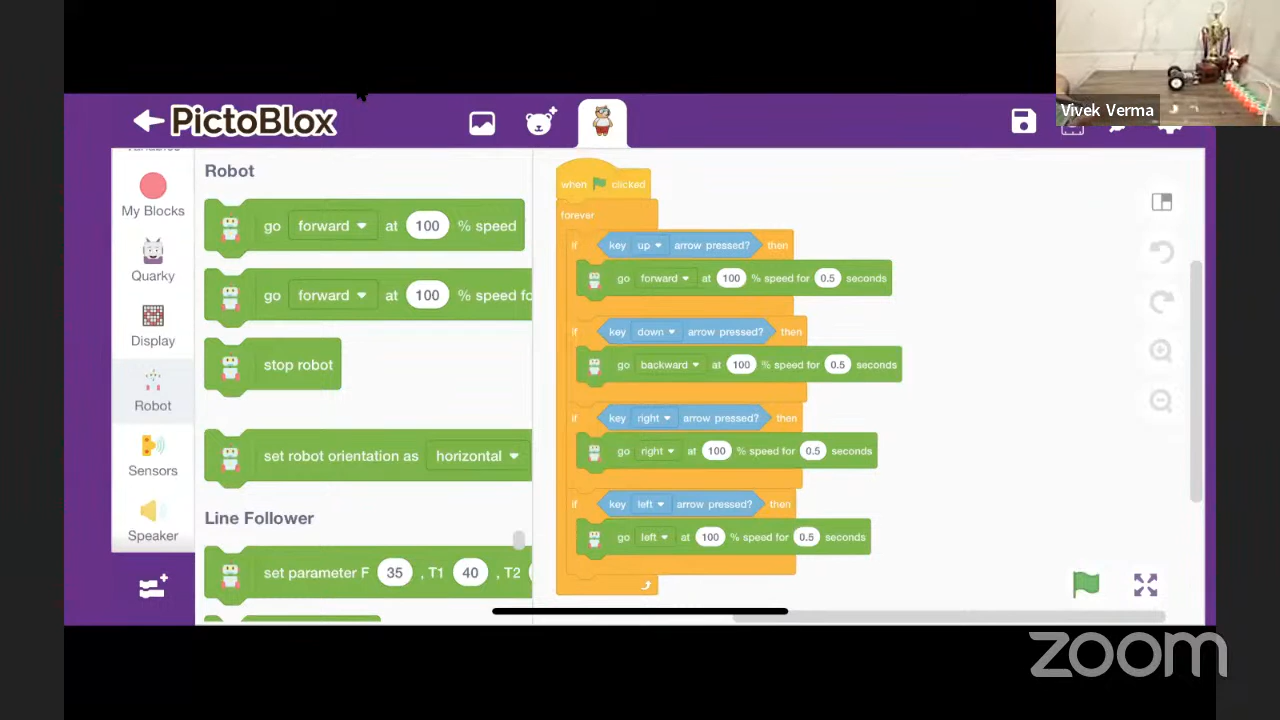 PictoBlox
Vivek Verma
My Blocks
Quarky
Display
Robot
Sensors
Speaker
Robot
go forward at 100 % speed
go forward at 100 % speed fo
stop robot
set robot orientation as horizontal
Line Follower
set parameter F 35 , T1 40 , T2
when clicked
forever
if key up arrow pressed? then
go forward at 100 % speed for 0.5 seconds
if key down arrow pressed? then
go backward at 100 % speed for 0.5 seconds
if key right arrow pressed? then
go right at 100 % speed for 0.5 seconds
if key left arrow pressed? then
go left at 100 % speed for 0.5 seconds
zoom